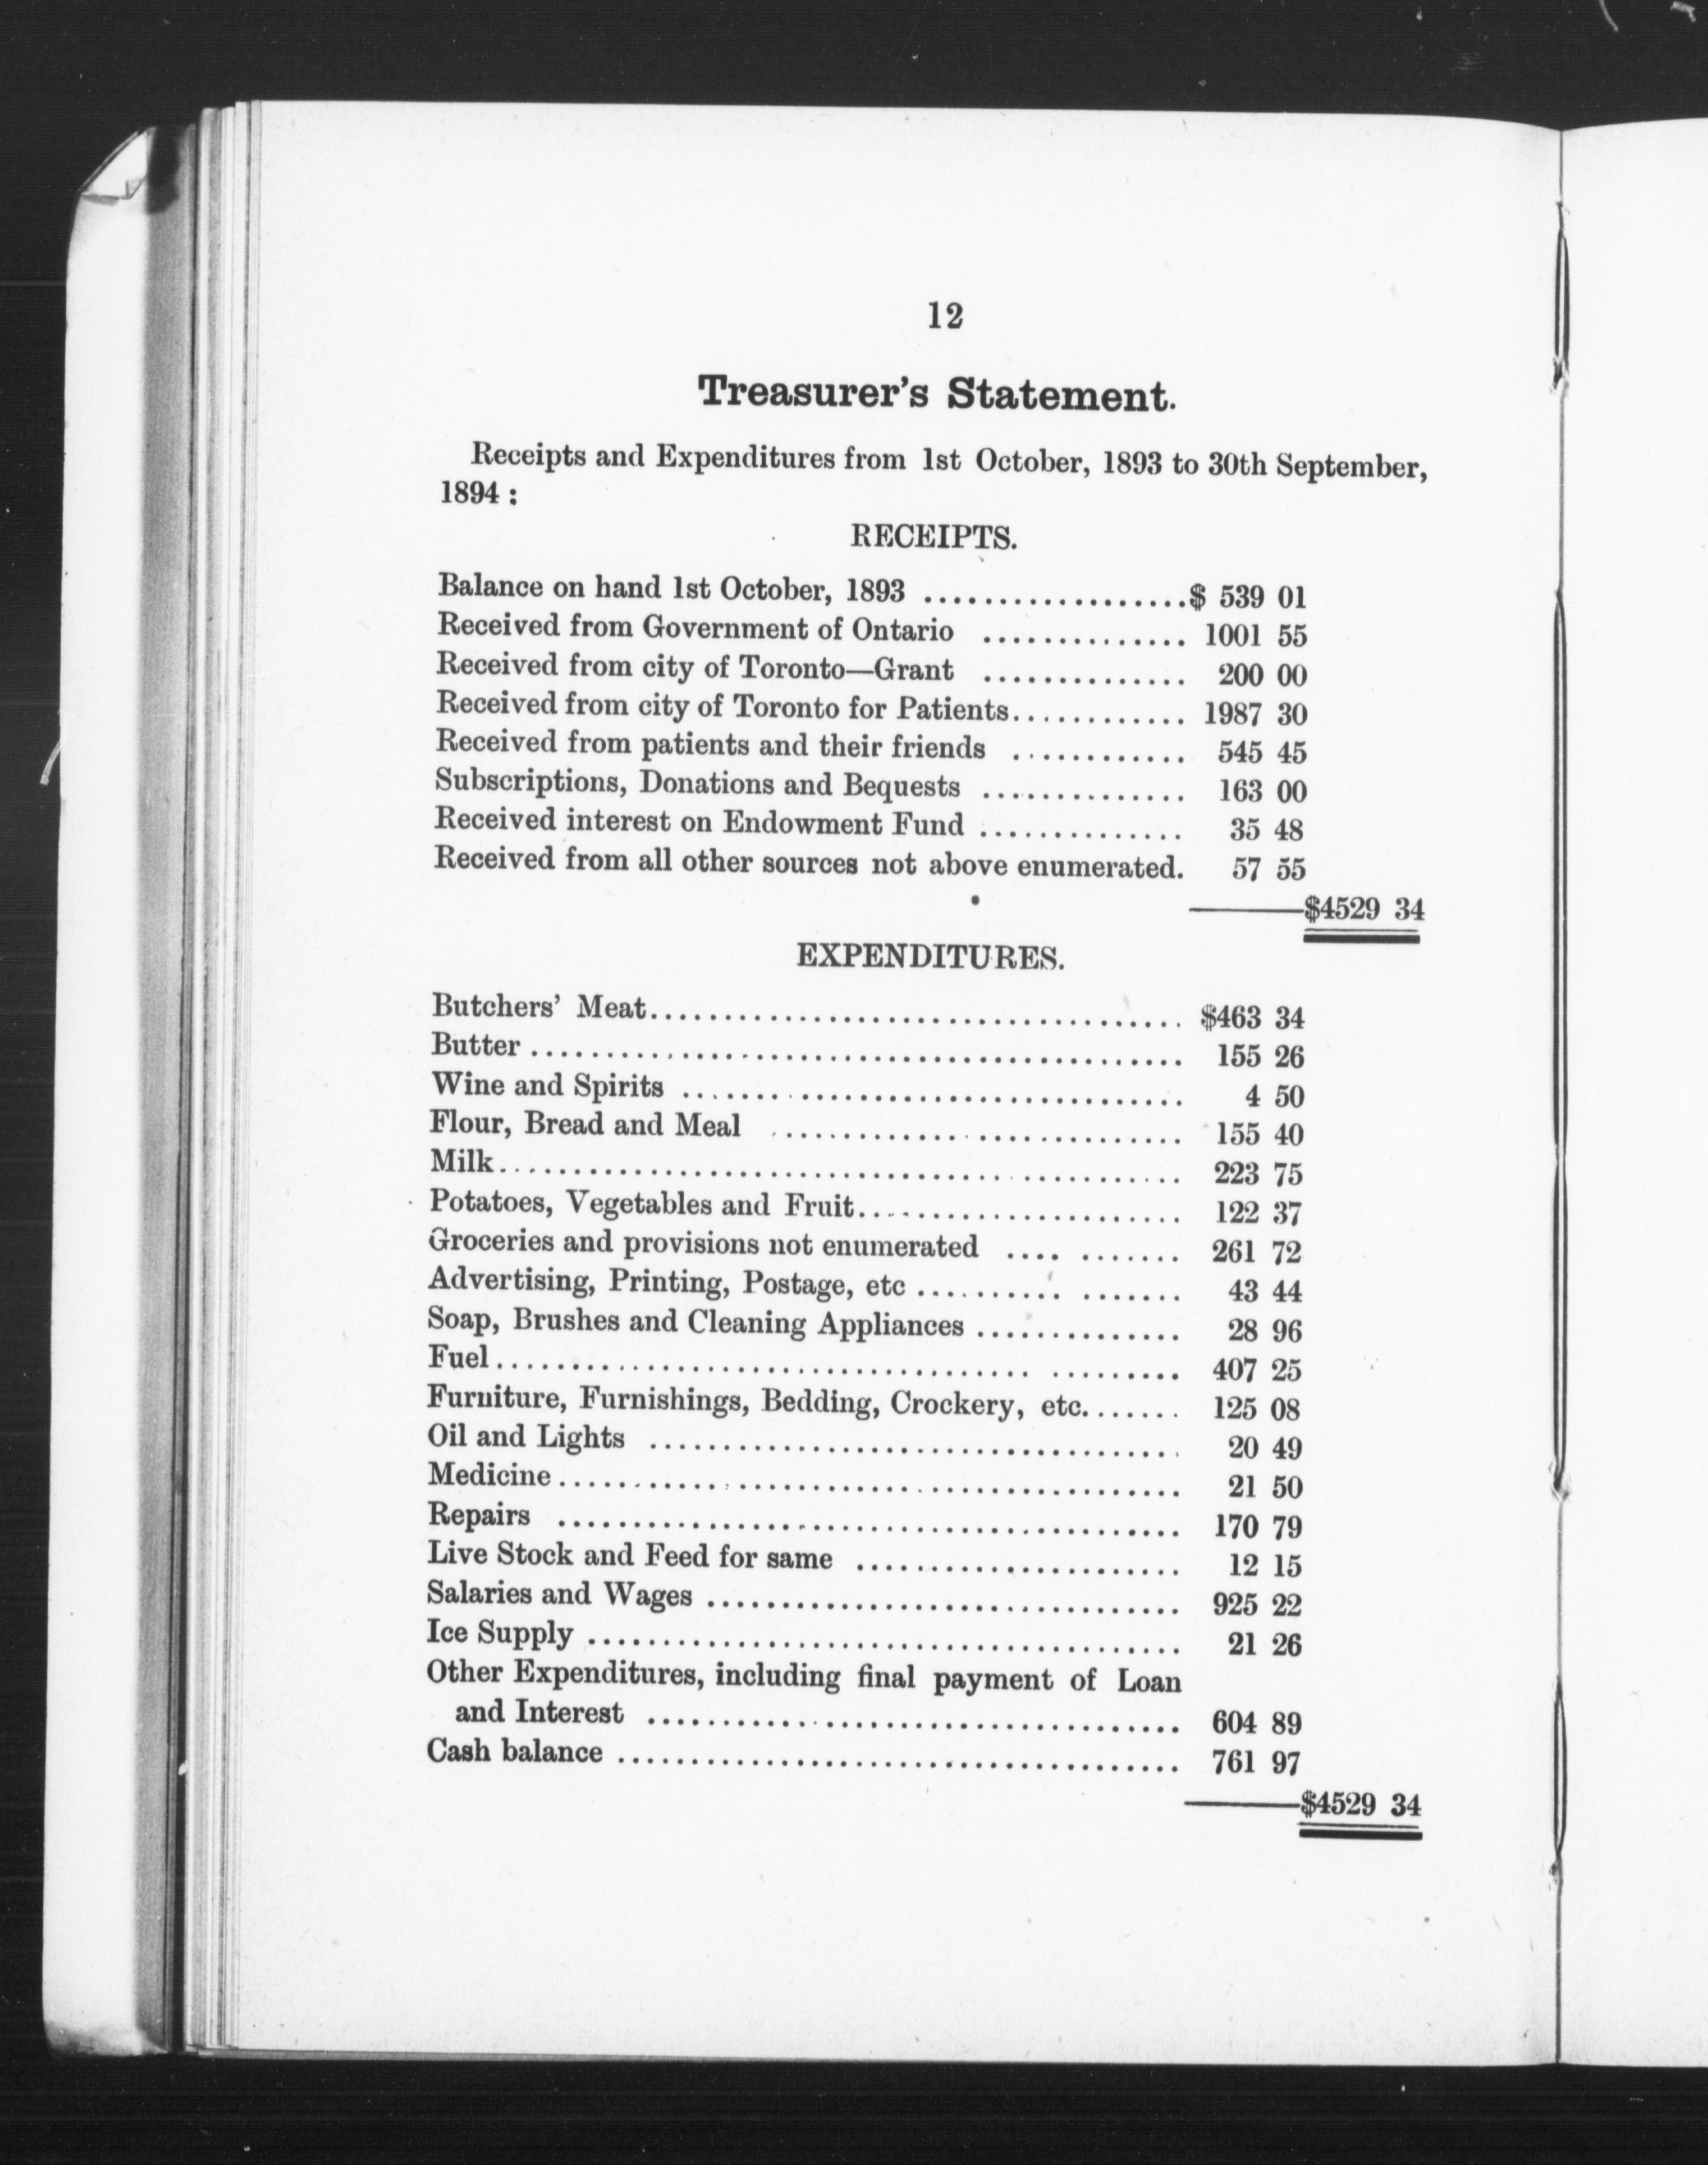 12
Treasurer's Statement.
Receipts and Expenditures from 1st October, 1893 to 30th September,
1894 :
RECEIPTS.
Balance on hand 1st October, 1893 ..................$ 539 01
Received from Government of Ontario .............. 1001 55
Received from city of Toronto—Grant .............. 200 00
Received from city of Toronto for Patients............ 1987 30
Received from patients and their friends ............ 545 45
Subscriptions, Donations and Bequests .............. 163 00
Received interest on Endowment Fund .............. 35 48
Received from all other sources not above enumerated. 57 55
$4529 34
EXPENDITURES.
Butchers' Meat.................................... $463 34
Butter ............................................ 155 26
Wine and Spirits .................................. 4 50
Flour, Bread and Meal ............................ 155 40
Milk.............................................. 223 75
Potatoes, Vegetables and Fruit...................... 122 37
Groceries and provisions not enumerated .... ....... 261 72
Advertising, Printing, Postage, etc .......... ....... 43 44
Soap, Brushes and Cleaning Appliances .............. 28 96
Fuel.................................... ......... 407 25
Furniture, Furnishings, Bedding, Crockery, etc....... 125 08
Oil and Lights .................................... 20 49
Medicine.......................................... 21 50
Repairs .......................................... 170 79
Live Stock and Feed for same ...................... 12 15
Salaries and Wages ................................ 925 22
Ice Supply ........................................ 21 26
Other Expenditures, including final payment of Loan
and Interest .................................... 604 89
Cash balance ...................................... 761 97
$4529 34